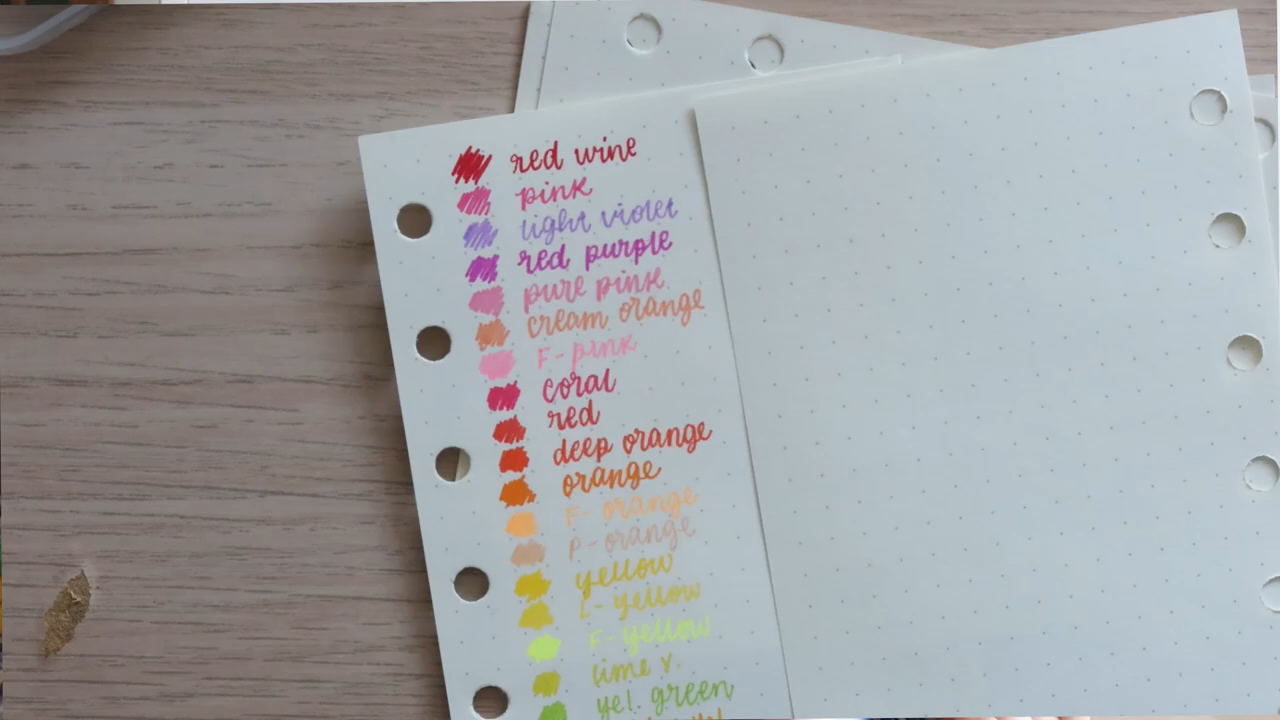 red wine
pink
light violet
red purple
pure pink
cream orange
F-pink
coral
red
deep orange
orange
F-orange
P-orange
yellow
L-yellow
F-yellow
lime y.
yel. green